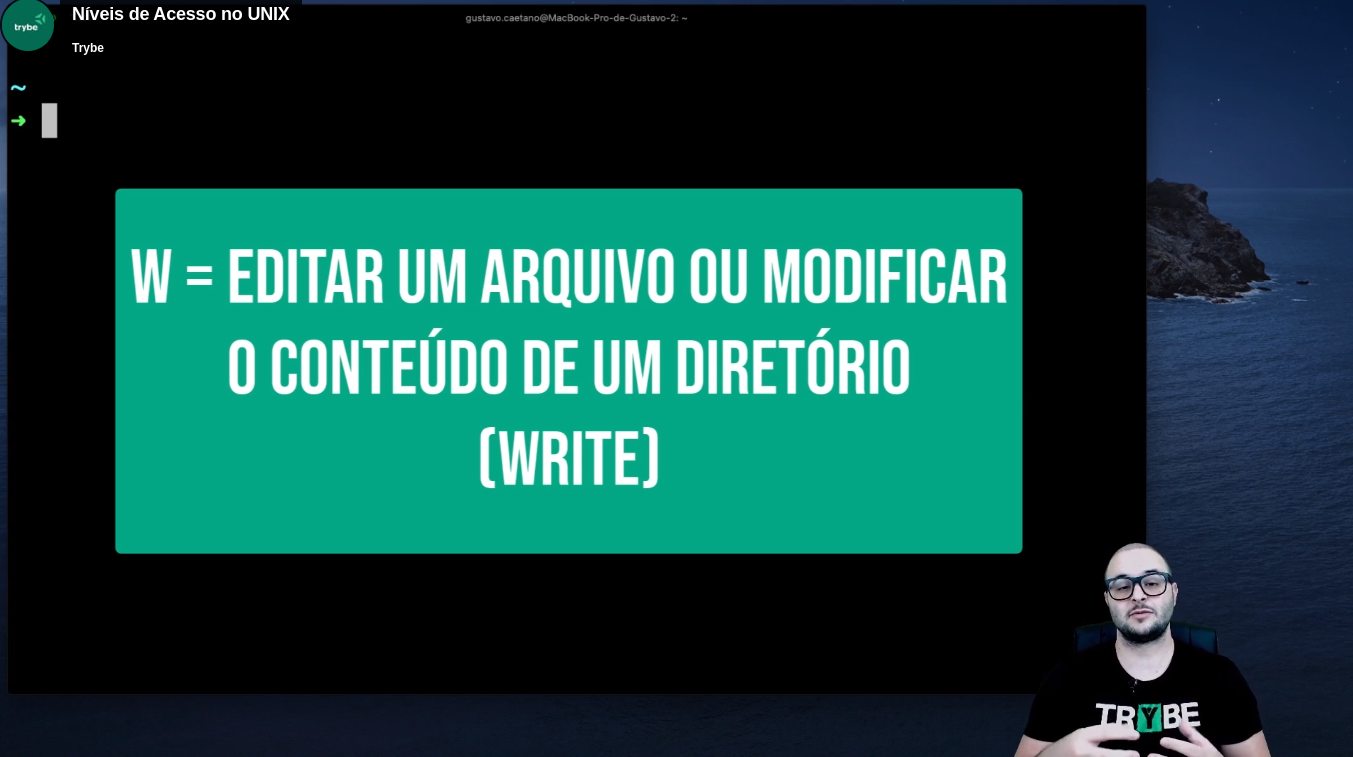 trybe
Níveis de Acesso no UNIX
Trybe
gustavo.caetano@MacBook-Pro-de-Gustavo-2: ~
~
➜
W = EDITAR UM ARQUIVO OU MODIFICAR
O CONTEÚDO DE UM DIRETÓRIO
(WRITE)
TRYBE